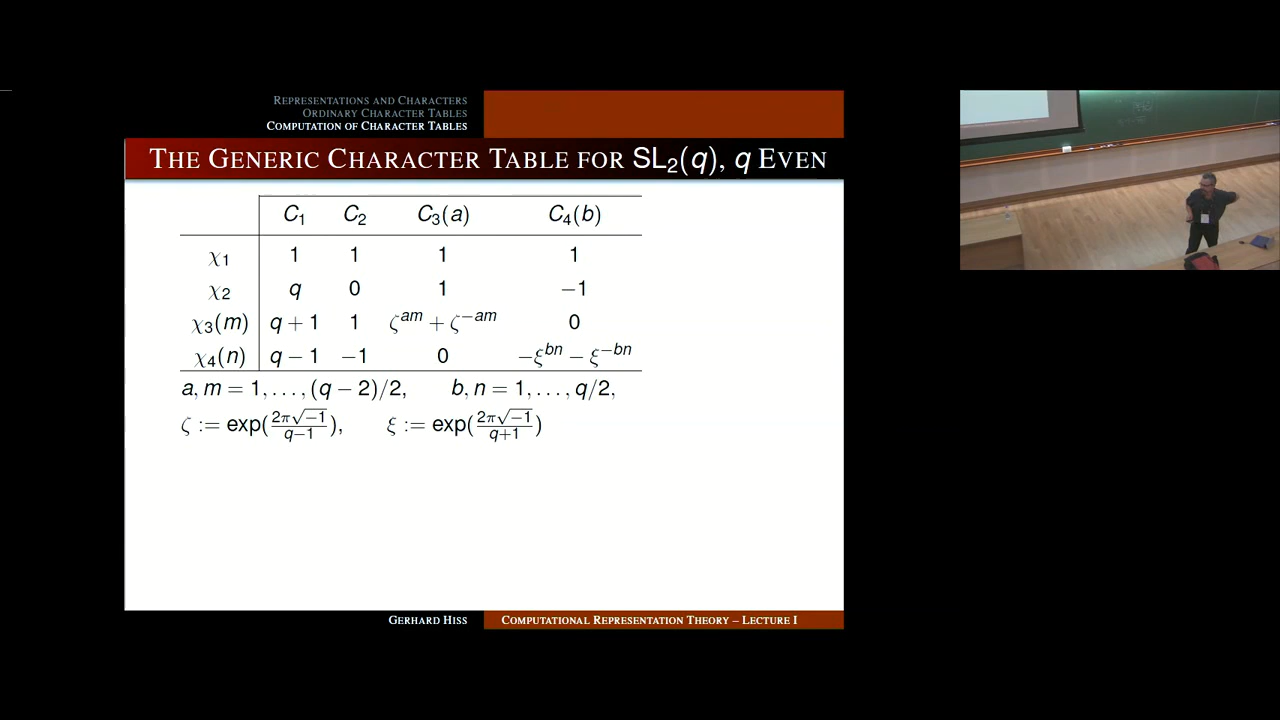 REPRESENTATIONS AND CHARACTERS
ORDINARY CHARACTER TABLES
COMPUTATION OF CHARACTER TABLES
THE GENERIC CHARACTER TABLE FOR SL₂(q), q EVEN
C₁ C₂ C₃(a) C₄(b)
χ₁ 1 1 1 1
χ₂ q 0 1 −1
χ₃(m) q + 1 1 ζᵃᵐ + ζ⁻ᵃᵐ 0
χ₄(n) q − 1 −1 0 −ξᵇⁿ − ξ⁻ᵇⁿ
a, m = 1, . . . , (q − 2)/2, b, n = 1, . . . , q/2,
ζ := exp(2π√−1/q−1), ξ := exp(2π√−1/q+1)
GERHARD HISS COMPUTATIONAL REPRESENTATION THEORY – LECTURE I